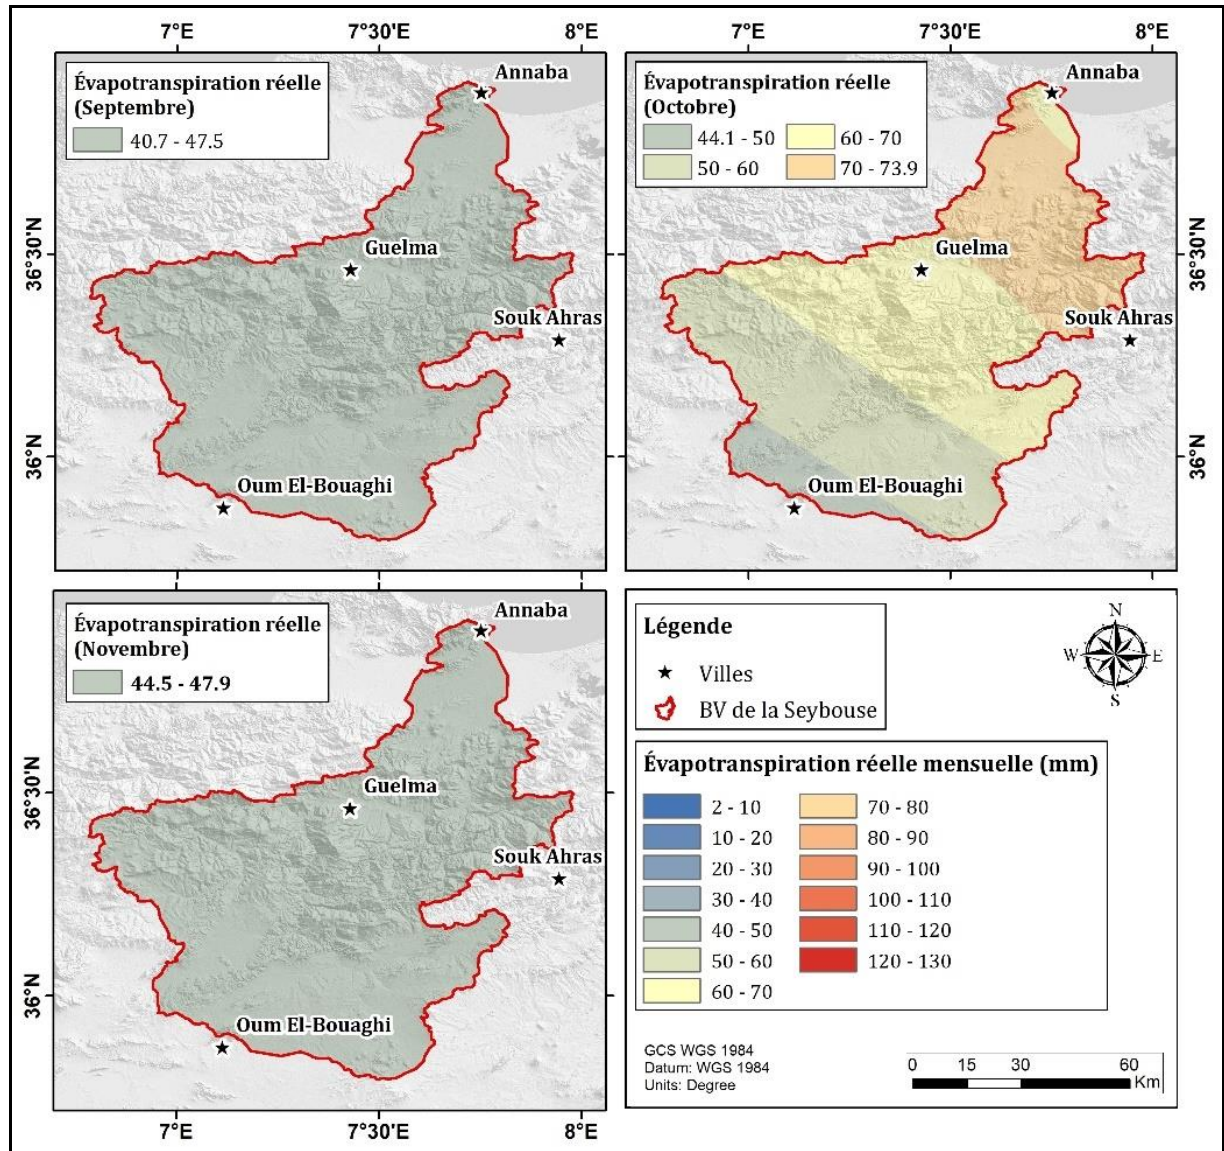 7°E 7°30'E 8°E 7°E 7°30'E 8°E
Évapotranspiration réelle
(Septembre)
40.7 - 47.5
Annaba
Guelma
Souk Ahras
Oum El-Bouaghi
36°30'N
36°N
Évapotranspiration réelle
(Octobre)
44.1 - 50 60 - 70
50 - 60 70 - 73.9
Annaba
Guelma
Souk Ahras
Oum El-Bouaghi
36°30'N
36°N
Évapotranspiration réelle
(Novembre)
44.5 - 47.9
Annaba
Guelma
Souk Ahras
Oum El-Bouaghi
36°30'N
36°N
7°E 7°30'E 8°E
Légende
Villes
BV de la Seybouse
N
W E
S
Évapotranspiration réelle mensuelle (mm)
2 - 10 70 - 80
10 - 20 80 - 90
20 - 30 90 - 100
30 - 40 100 - 110
40 - 50 110 - 120
50 - 60 120 - 130
60 - 70
GCS WGS 1984
Datum: WGS 1984
Units: Degree
0 15 30 60
Km